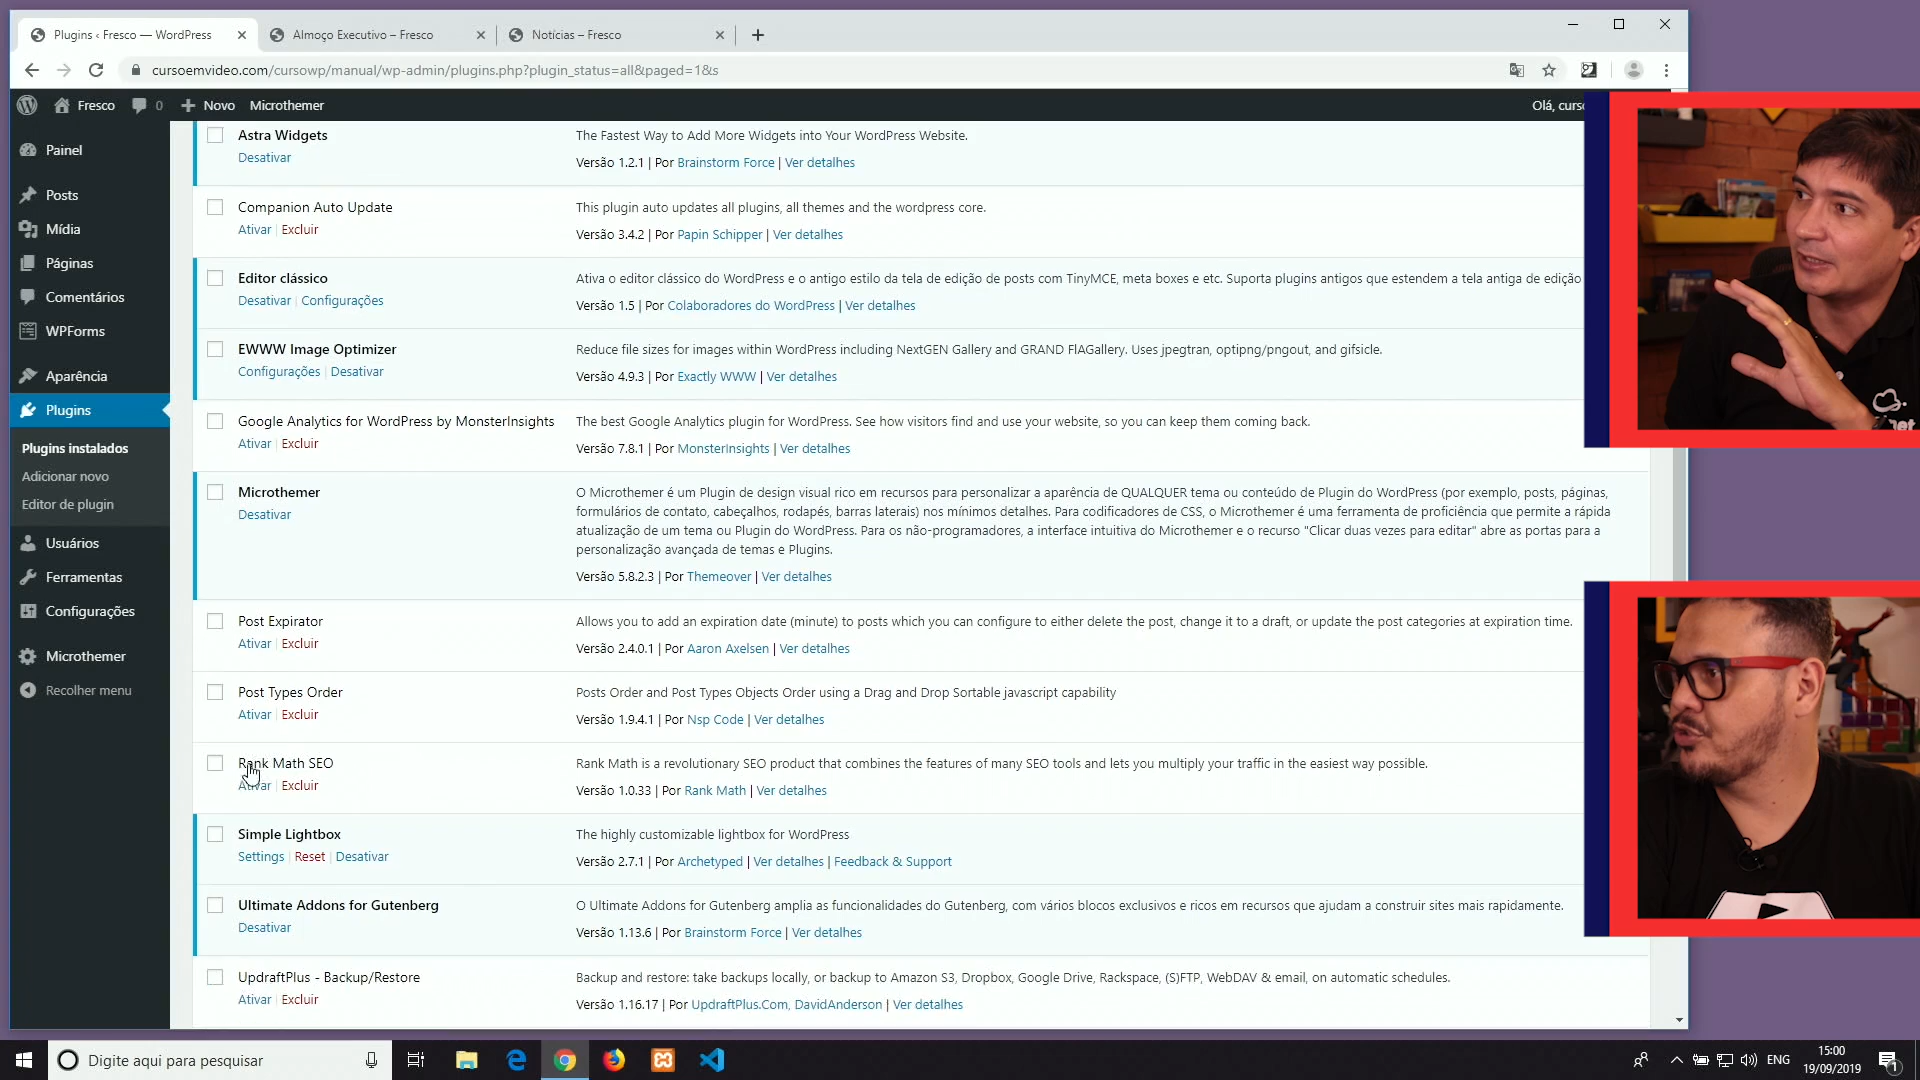 Plugins ‹ Fresco — WordPress
Almoço Executivo – Fresco
Notícias – Fresco
cursoemvideo.com/cursowp/manual/wp-admin/plugins.php?plugin_status=all&paged=1&s
Fresco
0
Novo
Microthemer
Olá, curso
Painel
Posts
Mídia
Páginas
Comentários
WPForms
Aparência
Plugins
Plugins instalados
Adicionar novo
Editor de plugin
Usuários
Ferramentas
Configurações
Microthemer
Recolher menu
Astra Widgets
Desativar
The Fastest Way to Add More Widgets into Your WordPress Website.
Versão 1.2.1 | Por Brainstorm Force | Ver detalhes
Companion Auto Update
Ativar | Excluir
This plugin auto updates all plugins, all themes and the wordpress core.
Versão 3.4.2 | Por Papin Schipper | Ver detalhes
Editor clássico
Desativar | Configurações
Ativa o editor clássico do WordPress e o antigo estilo da tela de edição de posts com TinyMCE, meta boxes e etc. Suporta plugins antigos que estendem a tela antiga de edição
Versão 1.5 | Por Colaboradores do WordPress | Ver detalhes
EWWW Image Optimizer
Configurações | Desativar
Reduce file sizes for images within WordPress including NextGEN Gallery and GRAND FlAGallery. Uses jpegtran, optipng/pngout, and gifsicle.
Versão 4.9.3 | Por Exactly WWW | Ver detalhes
Google Analytics for WordPress by MonsterInsights
Ativar | Excluir
The best Google Analytics plugin for WordPress. See how visitors find and use your website, so you can keep them coming back.
Versão 7.8.1 | Por MonsterInsights | Ver detalhes
Microthemer
Desativar
O Microthemer é um Plugin de design visual rico em recursos para personalizar a aparência de QUALQUER tema ou conteúdo de Plugin do WordPress (por exemplo, posts, páginas,
formulários de contato, cabeçalhos, rodapés, barras laterais) nos mínimos detalhes. Para codificadores de CSS, o Microthemer é uma ferramenta de proficiência que permite a rápida
atualização de um tema ou Plugin do WordPress. Para os não-programadores, a interface intuitiva do Microthemer e o recurso "Clicar duas vezes para editar" abre as portas para a
personalização avançada de temas e Plugins.
Versão 5.8.2.3 | Por Themeover | Ver detalhes
Post Expirator
Ativar | Excluir
Allows you to add an expiration date (minute) to posts which you can configure to either delete the post, change it to a draft, or update the post categories at expiration time.
Versão 2.4.0.1 | Por Aaron Axelsen | Ver detalhes
Post Types Order
Ativar | Excluir
Posts Order and Post Types Objects Order using a Drag and Drop Sortable javascript capability
Versão 1.9.4.1 | Por Nsp Code | Ver detalhes
Rank Math SEO
Ativar | Excluir
Rank Math is a revolutionary SEO product that combines the features of many SEO tools and lets you multiply your traffic in the easiest way possible.
Versão 1.0.33 | Por Rank Math | Ver detalhes
Simple Lightbox
Settings | Reset | Desativar
The highly customizable lightbox for WordPress
Versão 2.7.1 | Por Archetyped | Ver detalhes | Feedback & Support
Ultimate Addons for Gutenberg
Desativar
O Ultimate Addons for Gutenberg amplia as funcionalidades do Gutenberg, com vários blocos exclusivos e ricos em recursos que ajudam a construir sites mais rapidamente.
Versão 1.13.6 | Por Brainstorm Force | Ver detalhes
UpdraftPlus - Backup/Restore
Ativar | Excluir
Backup and restore: take backups locally, or backup to Amazon S3, Dropbox, Google Drive, Rackspace, (S)FTP, WebDAV & email, on automatic schedules.
Versão 1.16.17 | Por UpdraftPlus.Com, DavidAnderson | Ver detalhes
Digite aqui para pesquisar
ENG
15:00
19/09/2019
1